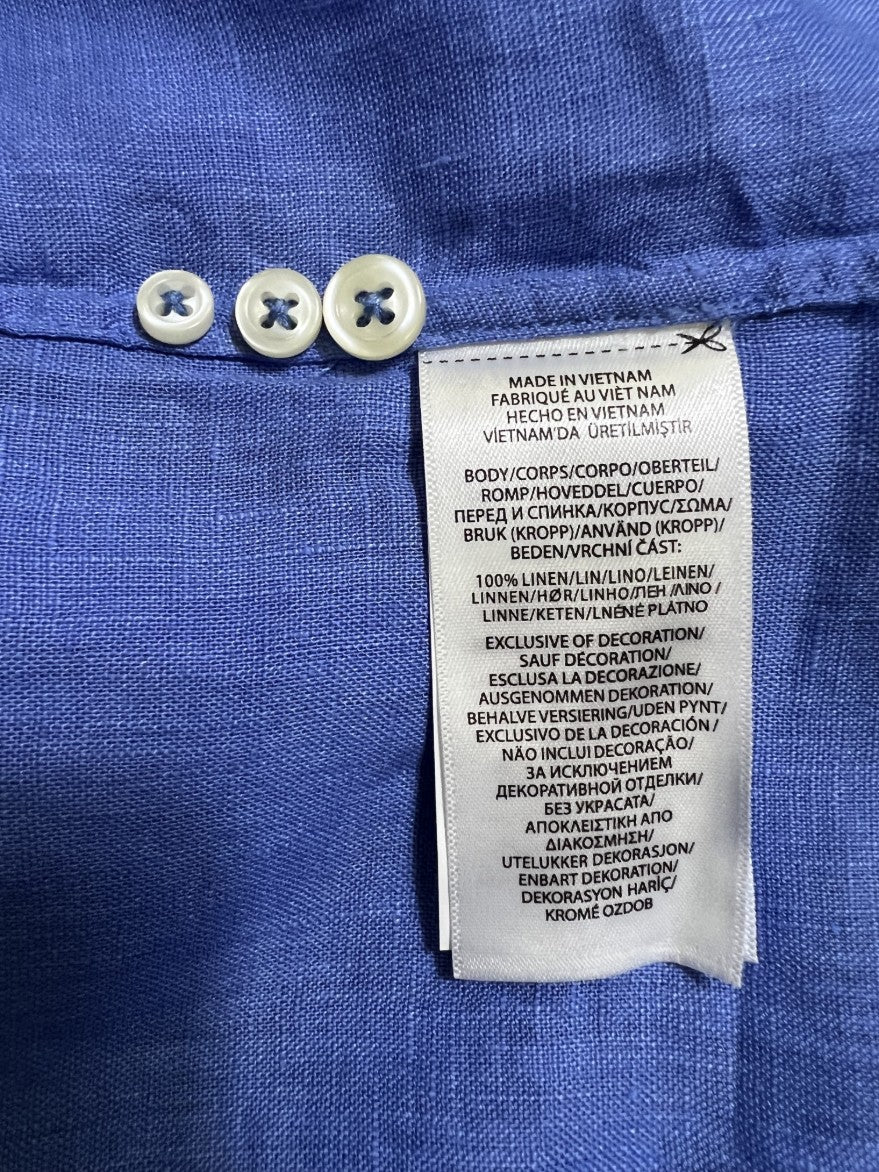 MADE IN VIETNAM
FABRIQUÉ AU VIÊT NAM
HECHO EN VIETNAM
VİETNAM'DA ÜRETİLMİŞTİR
BODY/CORPS/CORPO/OBERTEIL/
ROMP/HOVEDDEL/CUERPO/
ПЕРЕД И СПИНКА/КОРПУС/ΣΩΜΑ/
BRUK (KROPP)/ANVÄND (KROPP)/
BEDEN/VRCHNÍ ČÁST:
100% LINEN/LIN/LINO/LEINEN/
LINNEN/HØR/LINHO/ЛЕН /ΛΙΝΟ /
LINNE/KETEN/LNĚNÉ PLÁTNO
EXCLUSIVE OF DECORATION/
SAUF DÉCORATION/
ESCLUSA LA DECORAZIONE/
AUSGENOMMEN DEKORATION/
BEHALVE VERSIERING/UDEN PYNT/
EXCLUSIVO DE LA DECORACIÓN /
NÃO INCLUI DECORAÇÃO/
ЗА ИСКЛЮЧЕНИЕМ
ДЕКОРАТИВНОЙ ОТДЕЛКИ/
БЕЗ УКРАСАТА/
ΑΠΟΚΛΕΙΣΤΙΚΗ ΑΠΟ
ΔΙΑΚΟΣΜΗΣΗ/
UTELUKKER DEKORASJON/
ENBART DEKORATION/
DEKORASYON HARİÇ/
KROMĚ OZDOB